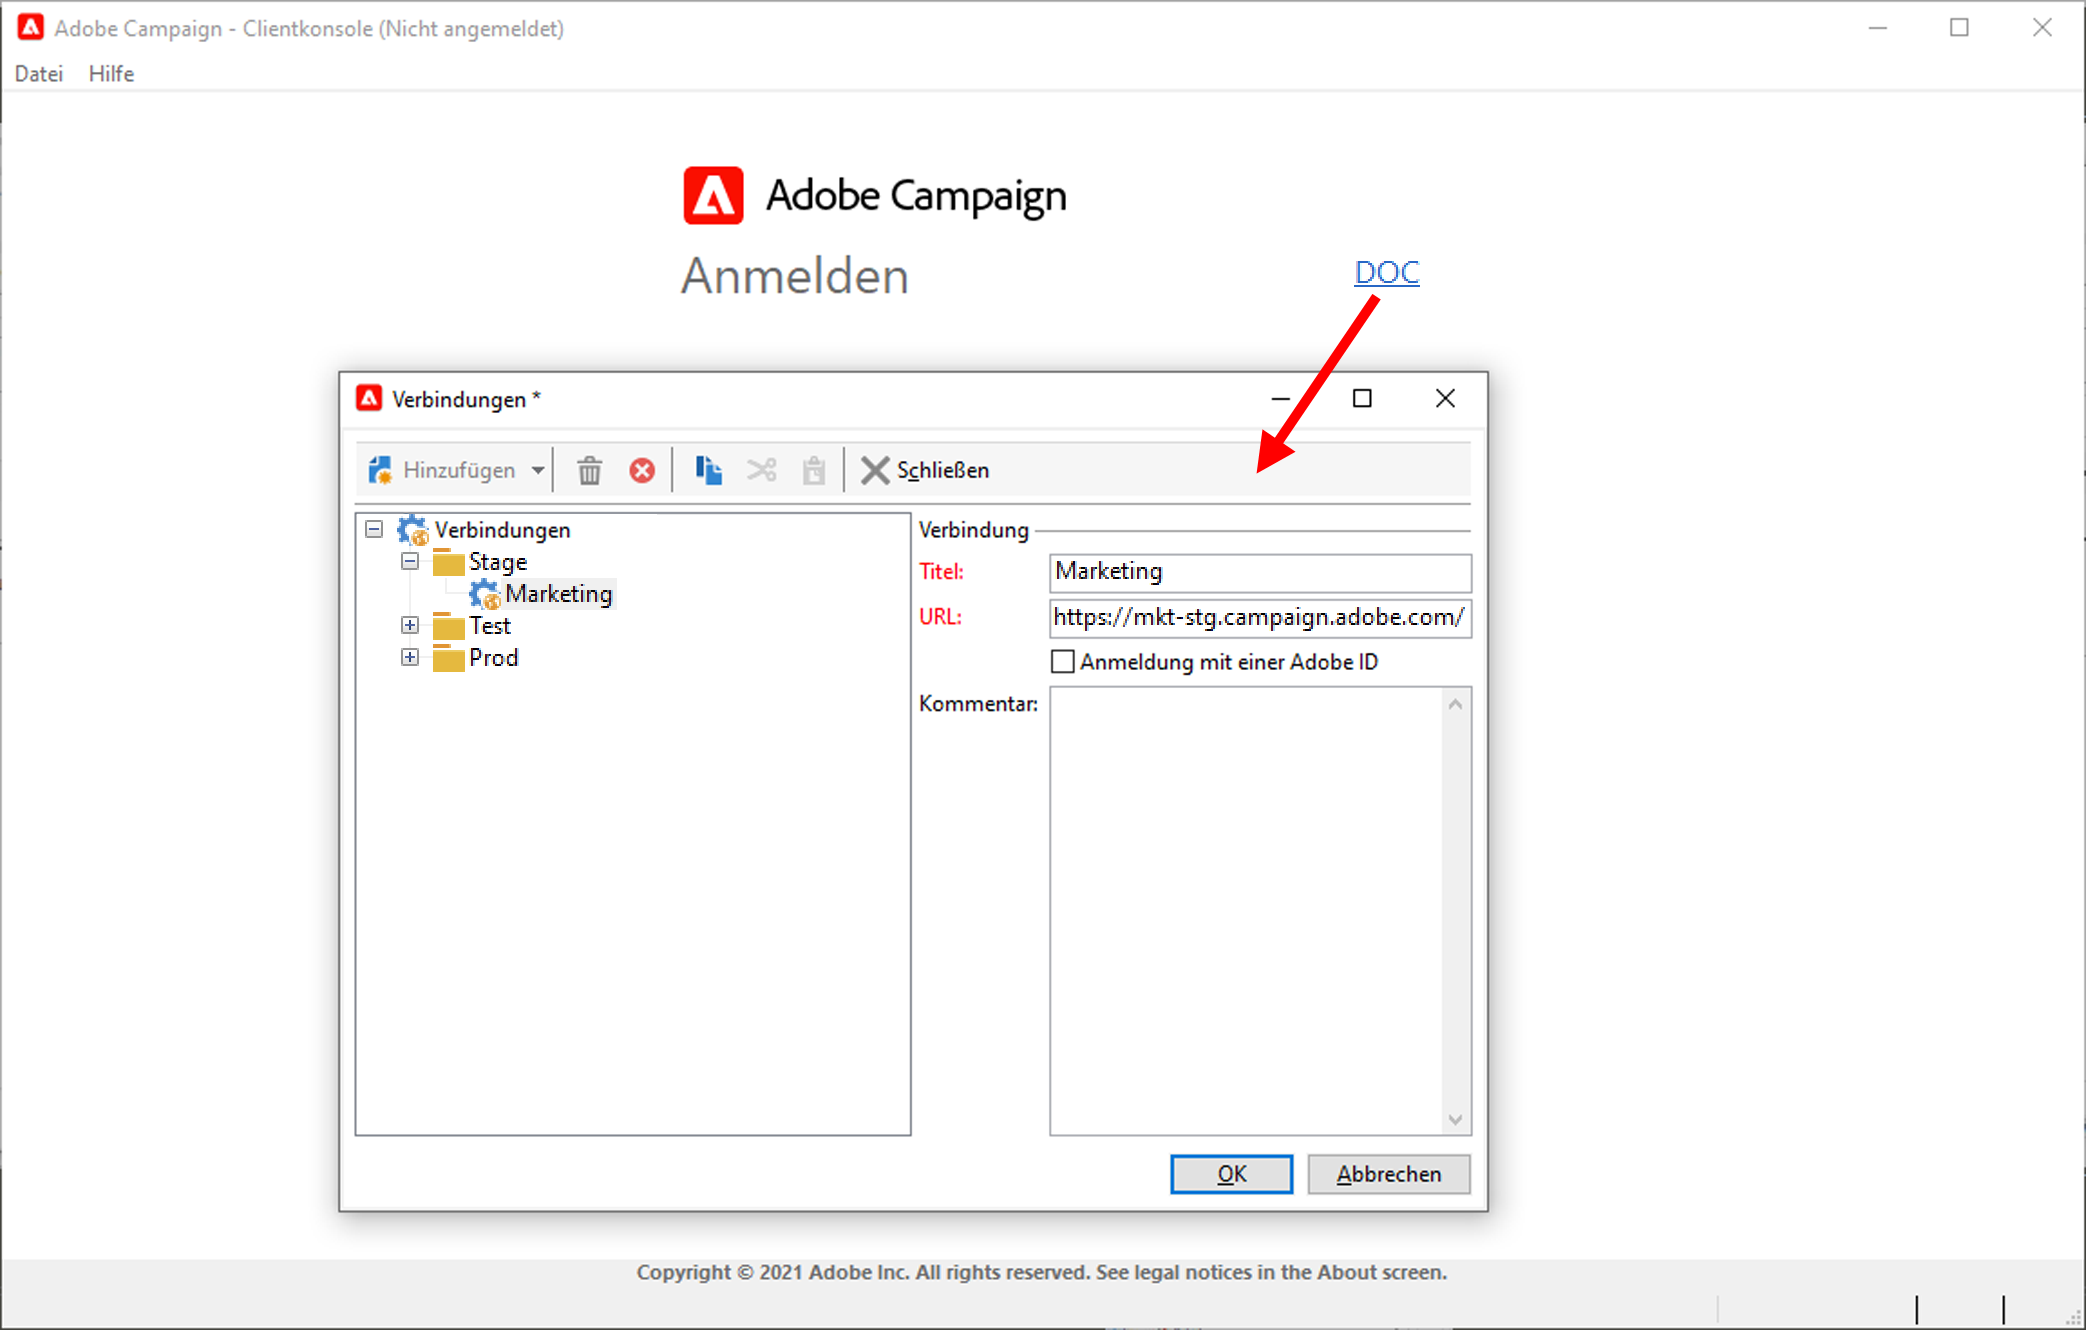 Adobe Campaign - Clientkonsole (Nicht angemeldet)
Datei Hilfe
Adobe Campaign
Anmelden
DOC
Verbindungen *
Hinzufügen Schließen
Verbindungen
Stage
Marketing
Test
Prod
Verbindung
Titel: Marketing
URL: https://mkt-stg.campaign.adobe.com/
Anmeldung mit einer Adobe ID
Kommentar:
OK Abbrechen
Copyright © 2021 Adobe Inc. All rights reserved. See legal notices in the About screen.